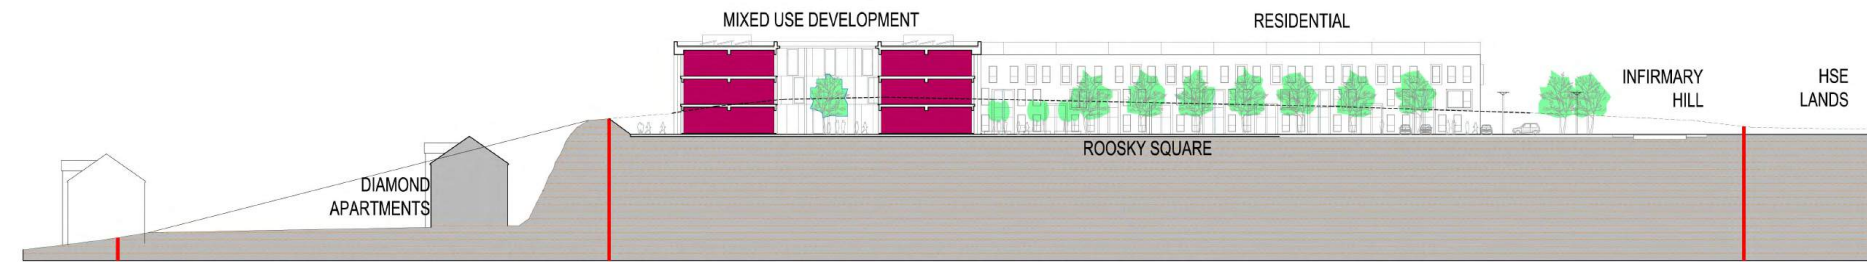 MIXED USE DEVELOPMENT
RESIDENTIAL
INFIRMARY
HILL
HSE
LANDS
ROOSKY SQUARE
DIAMOND
APARTMENTS